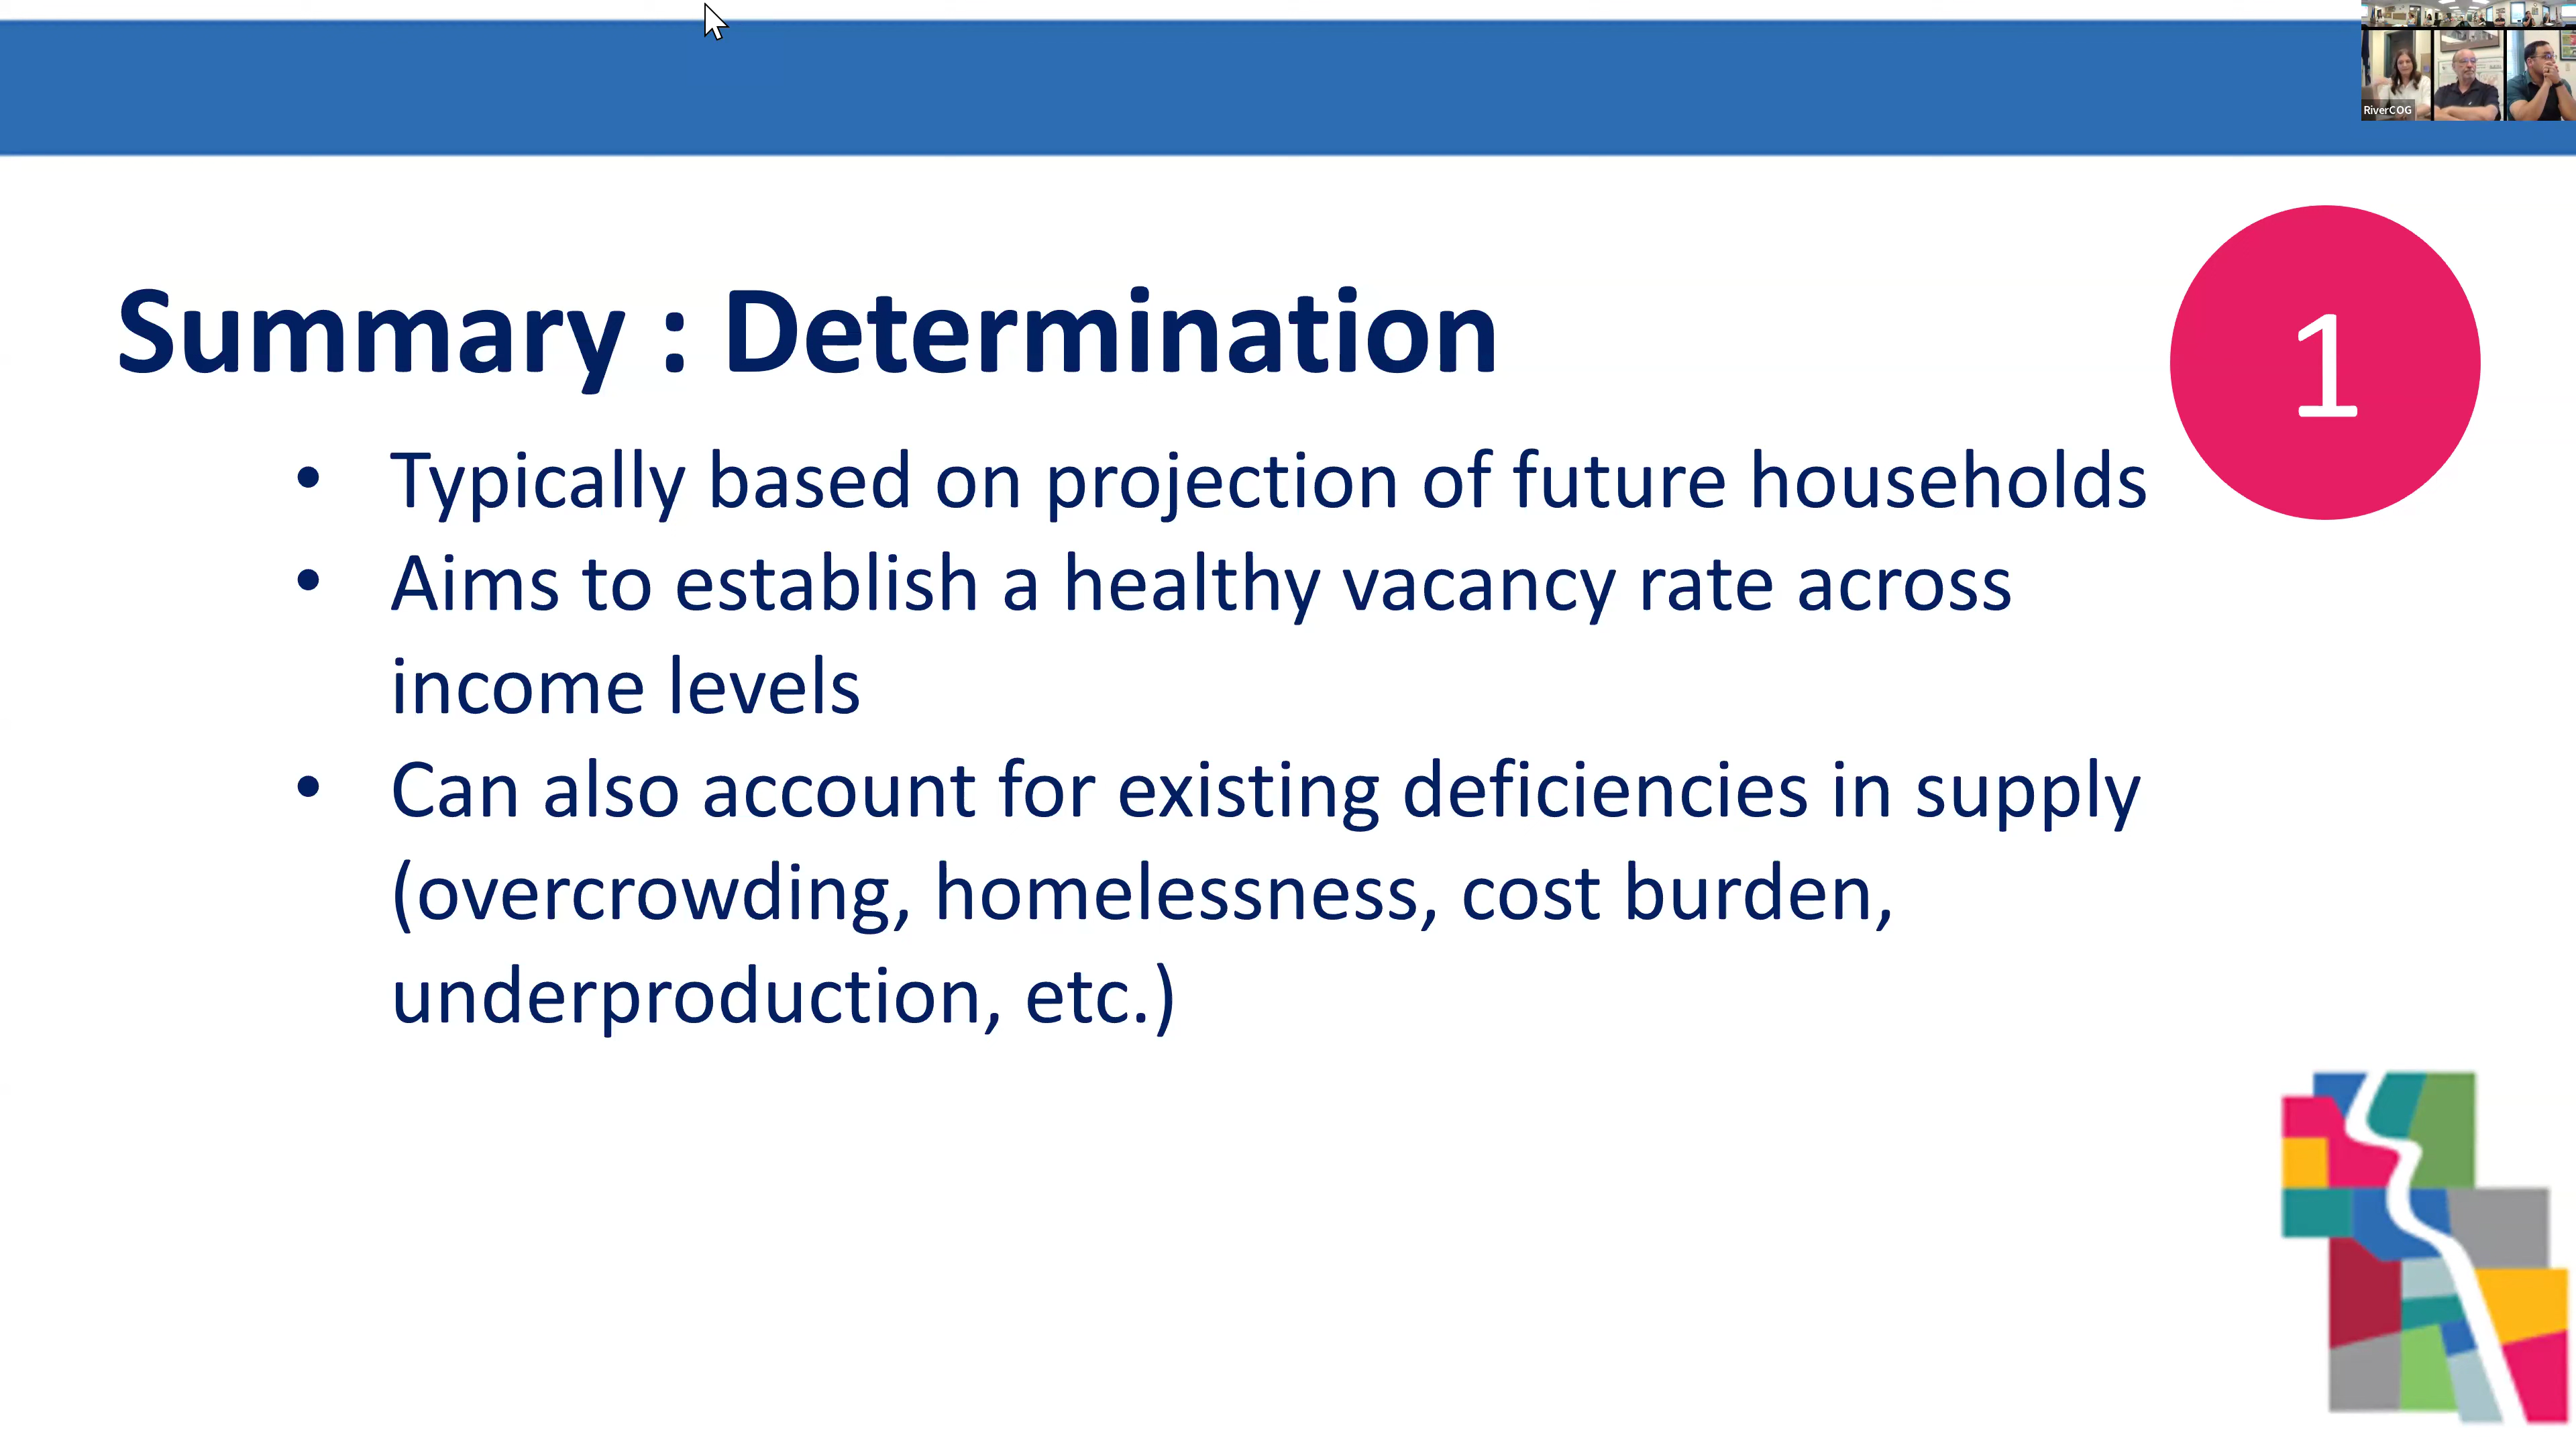 RiverCOG
Summary : Determination
1
• Typically based on projection of future households
• Aims to establish a healthy vacancy rate across
income levels
• Can also account for existing deficiencies in supply
(overcrowding, homelessness, cost burden,
underproduction, etc.)